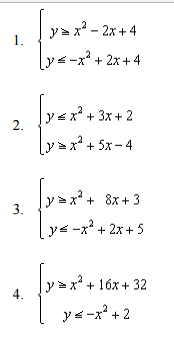 1. y ≥ x² − 2x + 4
y ≤ −x² + 2x + 4
2. y ≤ x² + 3x + 2
y ≥ x² + 5x − 4
3. y ≥ x² + 8x + 3
y ≤ −x² + 2x + 5
4. y ≥ x² + 16x + 32
y ≤ −x² + 2